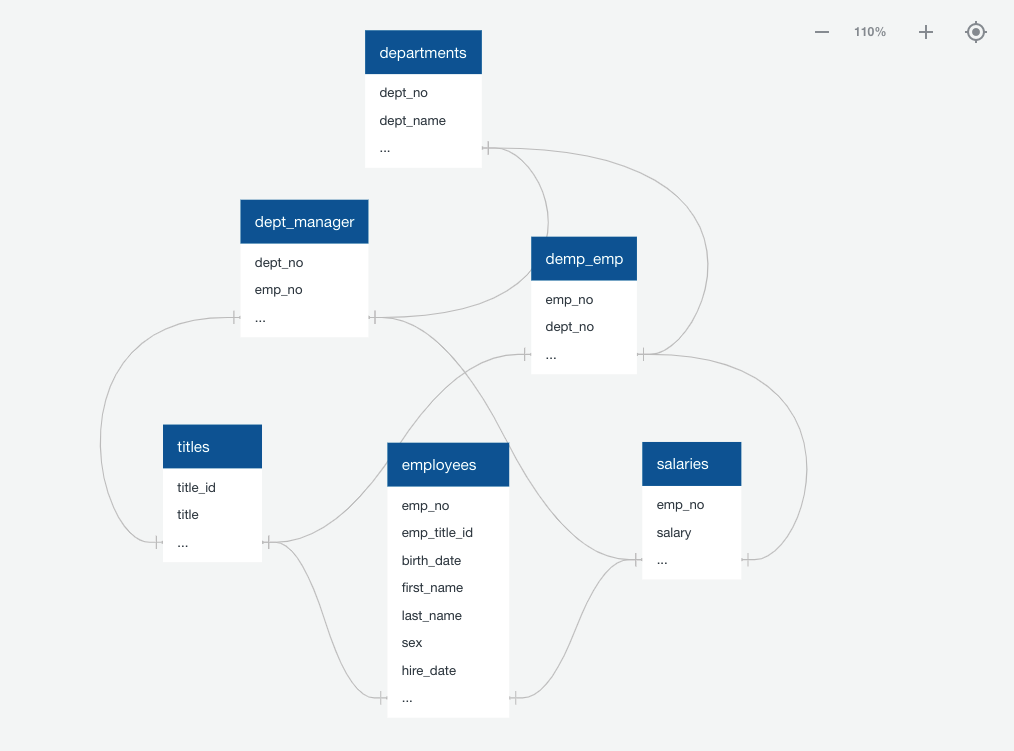 110%
departments
dept_no
dept_name
...
dept_manager
dept_no
emp_no
...
demp_emp
emp_no
dept_no
...
titles
title_id
title
...
employees
emp_no
emp_title_id
birth_date
first_name
last_name
sex
hire_date
...
salaries
emp_no
salary
...